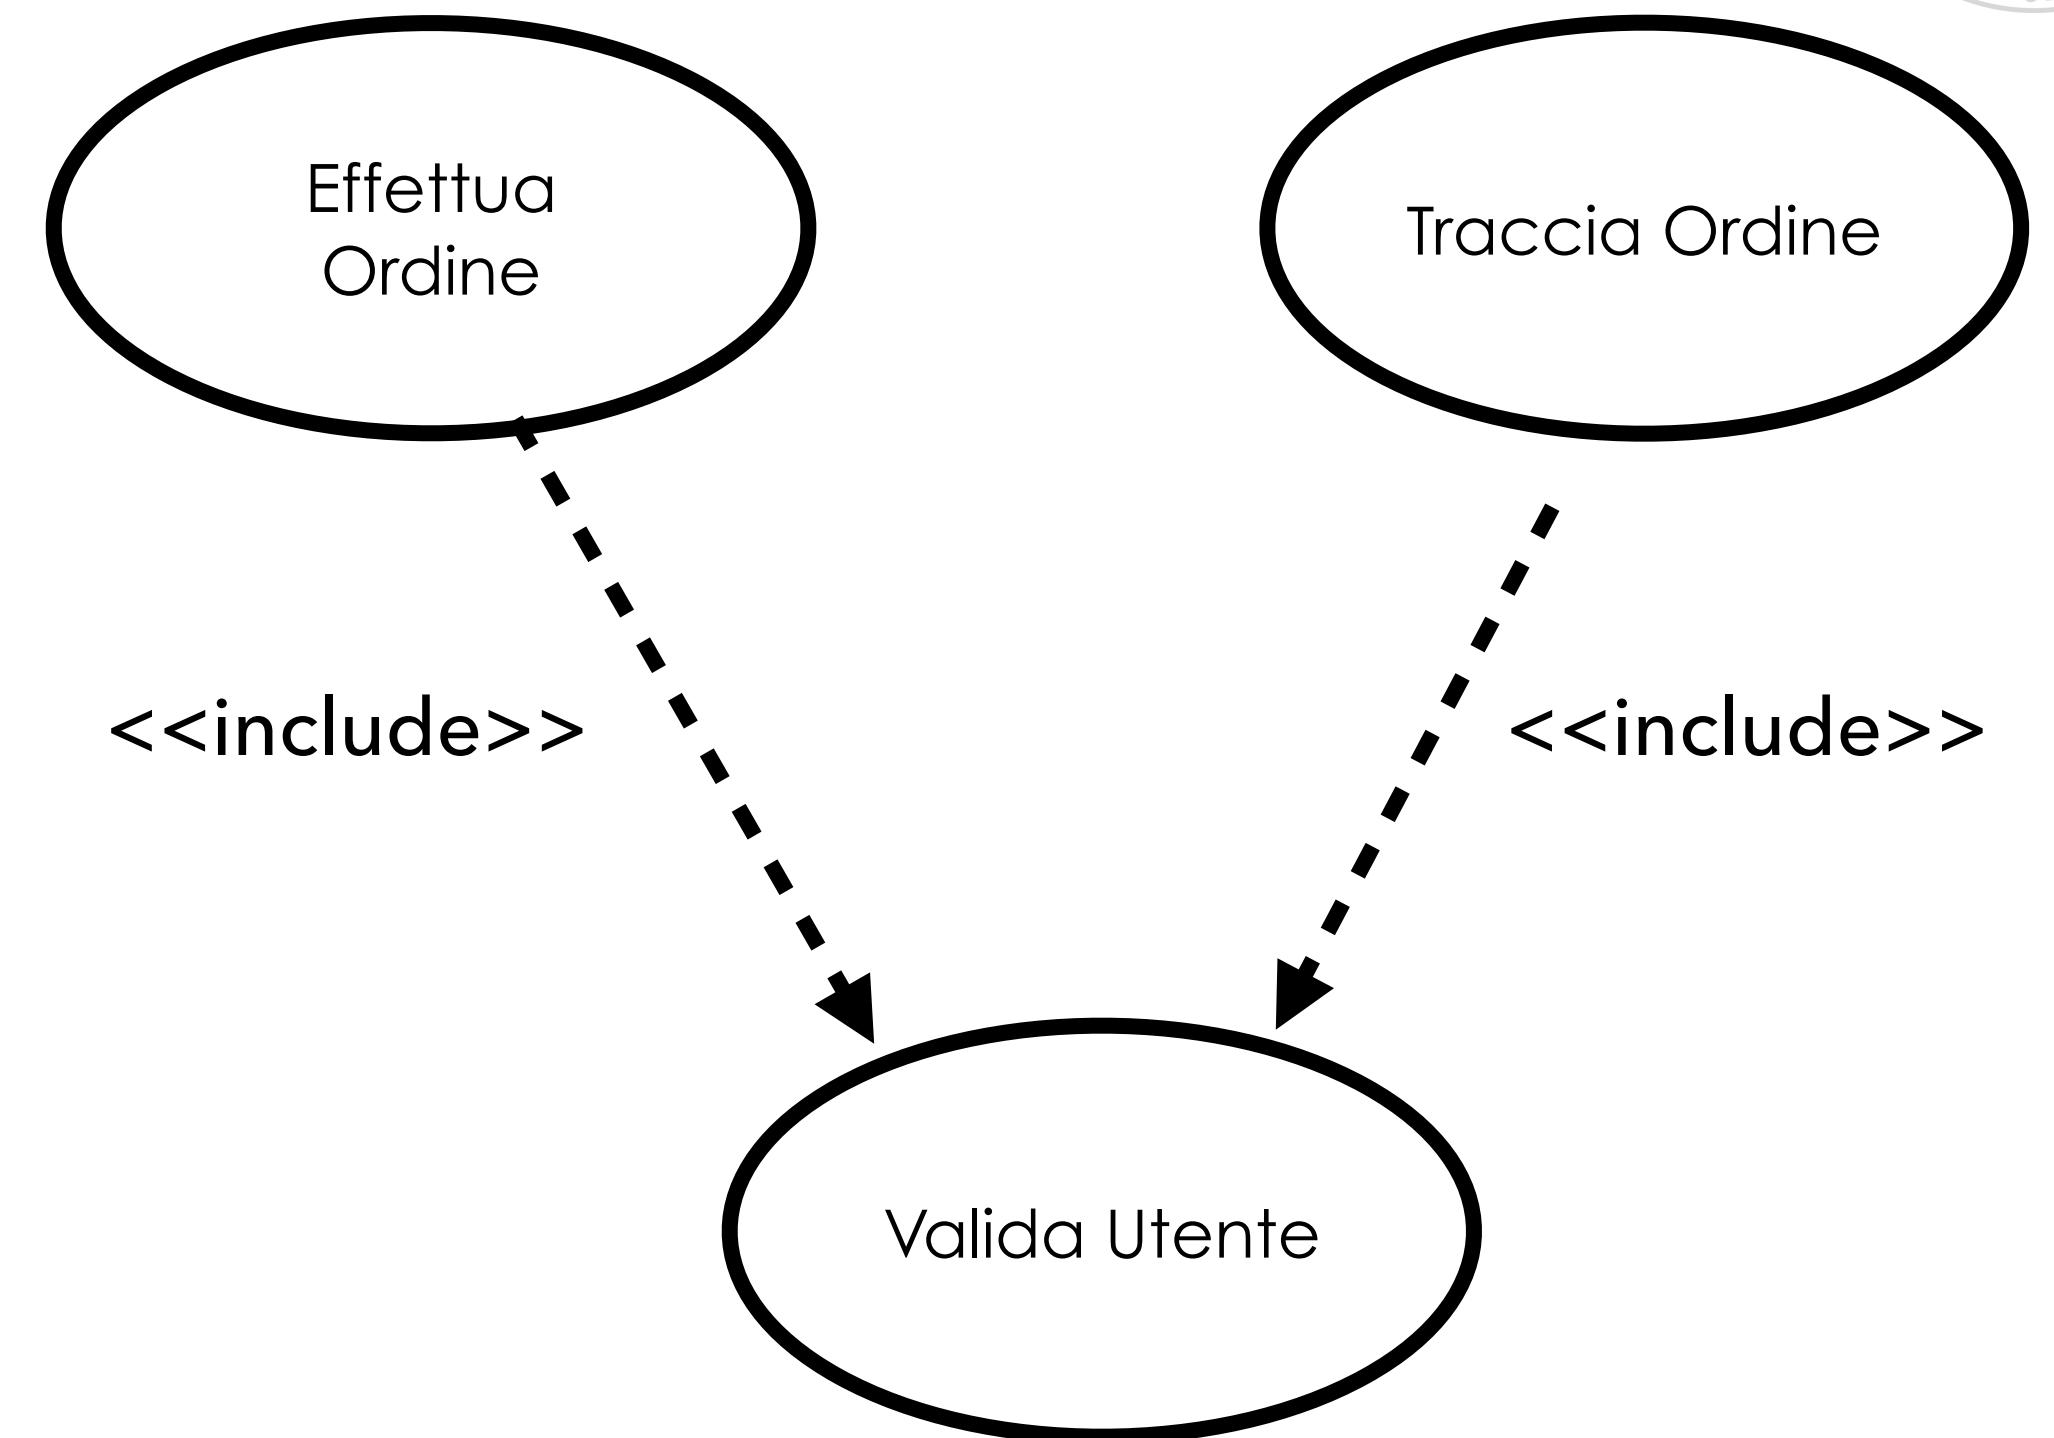 Effettua
Ordine
Traccia Ordine
<<include>>
<<include>>
Valida Utente